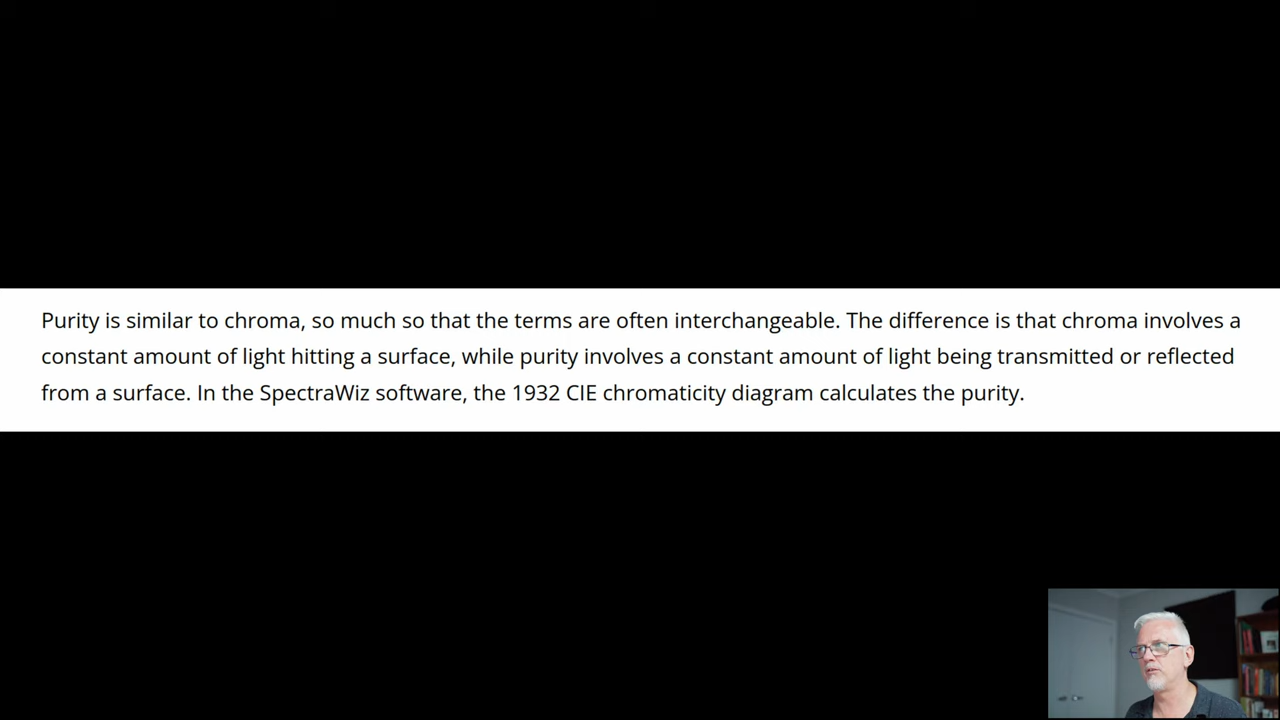 Purity is similar to chroma, so much so that the terms are often interchangeable. The difference is that chroma involves a
constant amount of light hitting a surface, while purity involves a constant amount of light being transmitted or reflected
from a surface. In the SpectraWiz software, the 1932 CIE chromaticity diagram calculates the purity.